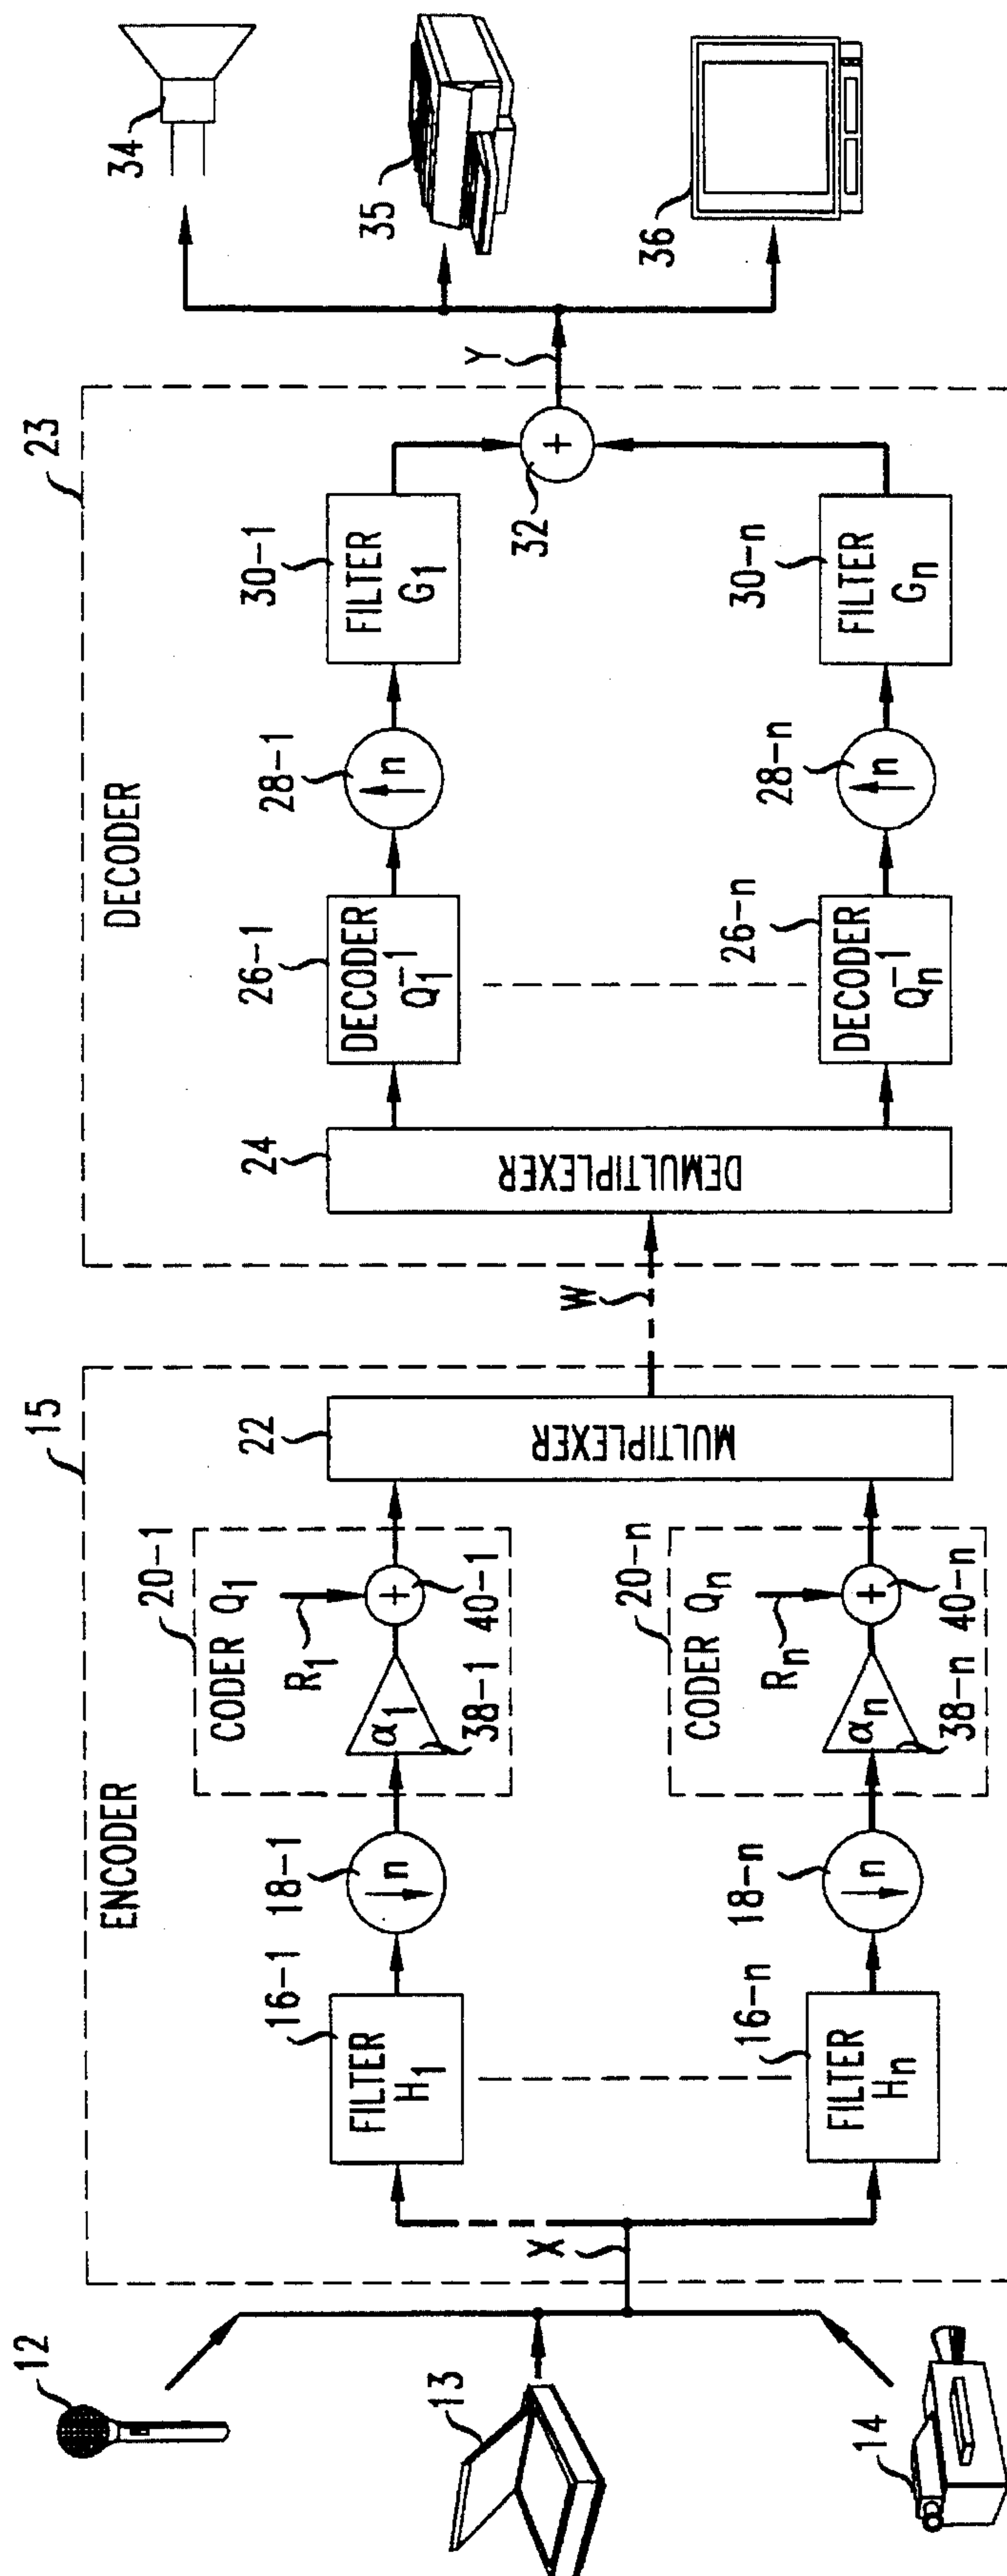 12
13
14
X
ENCODER
15
16-1
FILTER
H1
18-1
↓n
20-1
CODER Q1
R1
α1
38-1
+
40-1
16-n
FILTER
Hn
18-n
↓n
20-n
CODER Qn
Rn
αn
38-n
+
40-n
22
MULTIPLEXER
W
DECODER
23
24
DEMULTIPLEXER
26-1
DECODER
Q1^-1
28-1
↑n
30-1
FILTER
G1
26-n
DECODER
Qn^-1
28-n
↑n
30-n
FILTER
Gn
+
32
Y
34
35
36